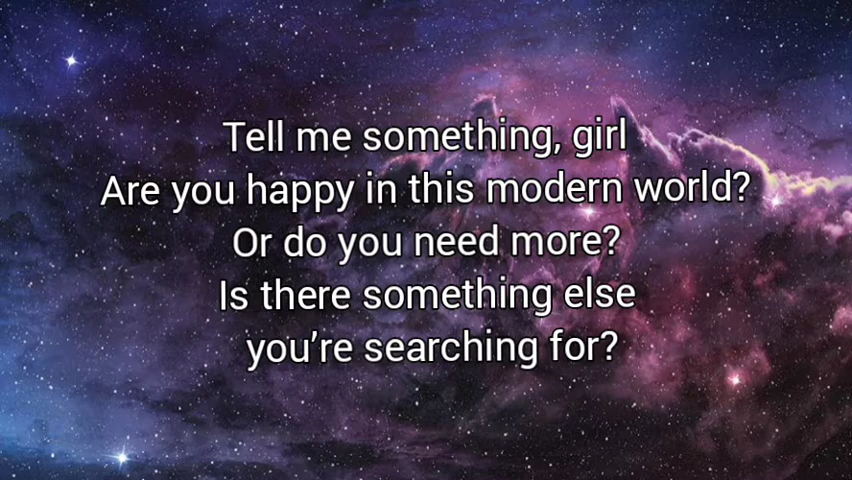 Tell me something, girl
Are you happy in this modern world?
Or do you need more?
Is there something else
you’re searching for?